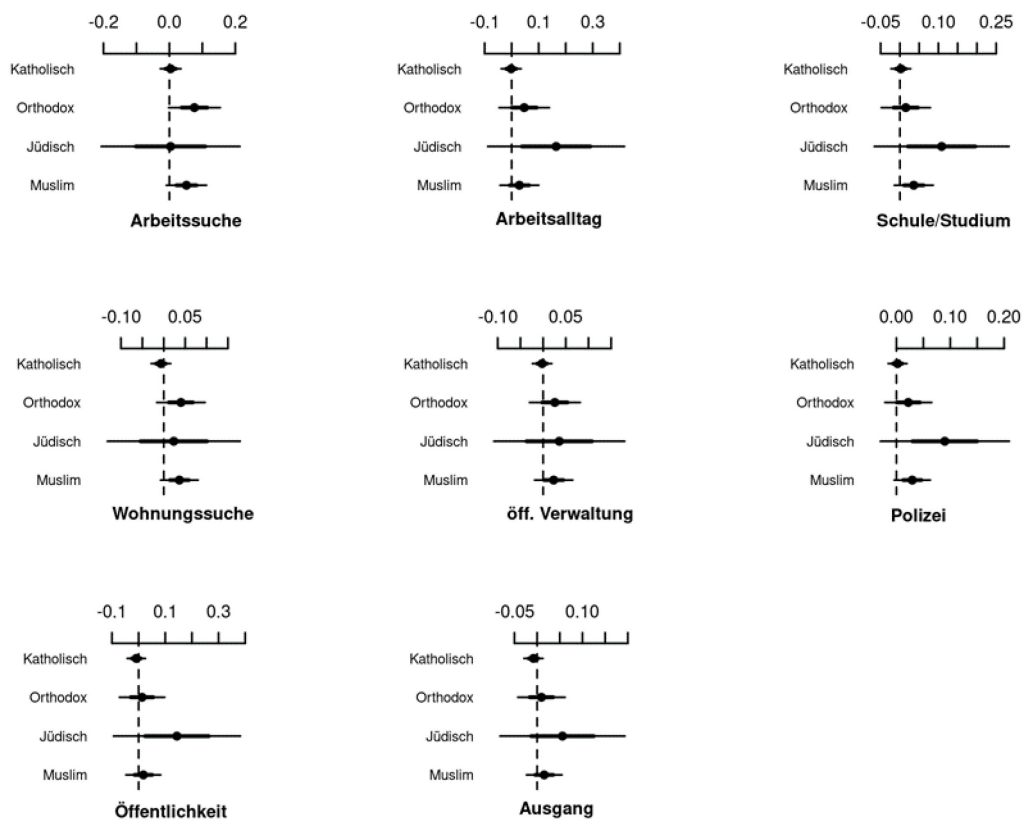 -0.2 0.0 0.2
Katholisch
Orthodox
Jüdisch
Muslim
Arbeitssuche
-0.1 0.1 0.3
Katholisch
Orthodox
Jüdisch
Muslim
Arbeitsalltag
-0.05 0.10 0.25
Katholisch
Orthodox
Jüdisch
Muslim
Schule/Studium
-0.10 0.05
Katholisch
Orthodox
Jüdisch
Muslim
Wohnungssuche
-0.10 0.05
Katholisch
Orthodox
Jüdisch
Muslim
öff. Verwaltung
0.00 0.10 0.20
Katholisch
Orthodox
Jüdisch
Muslim
Polizei
-0.1 0.1 0.3
Katholisch
Orthodox
Jüdisch
Muslim
Öffentlichkeit
-0.05 0.10
Katholisch
Orthodox
Jüdisch
Muslim
Ausgang